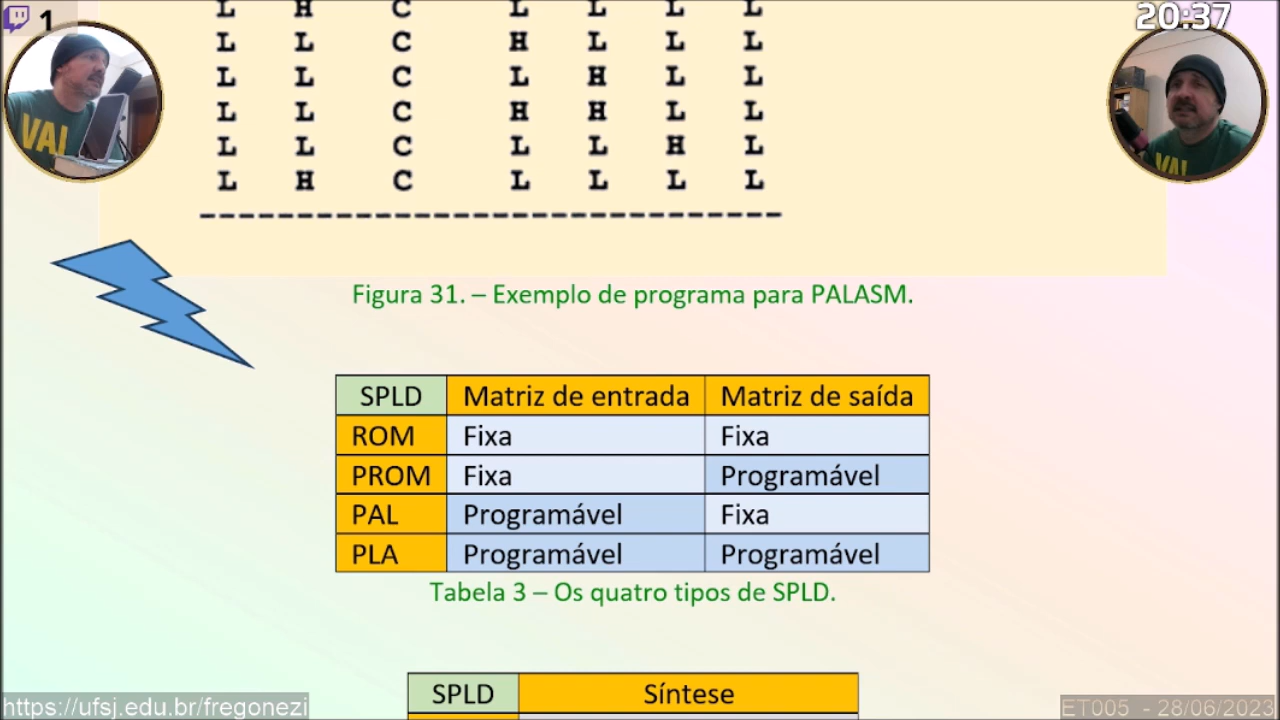 1
20:37
L H C L L L L
L L C H L L L
L L C L H L L
L L C H H L L
L L C L L H L
L H C L L L L
--------------------------------------------------
VAL
VAL
Figura 31. – Exemplo de programa para PALASM.
SPLD Matriz de entrada Matriz de saída
ROM Fixa Fixa
PROM Fixa Programável
PAL Programável Fixa
PLA Programável Programável
Tabela 3 – Os quatro tipos de SPLD.
SPLD Síntese
https://ufsj.edu.br/fregonezi
ET005 - 28/06/2023